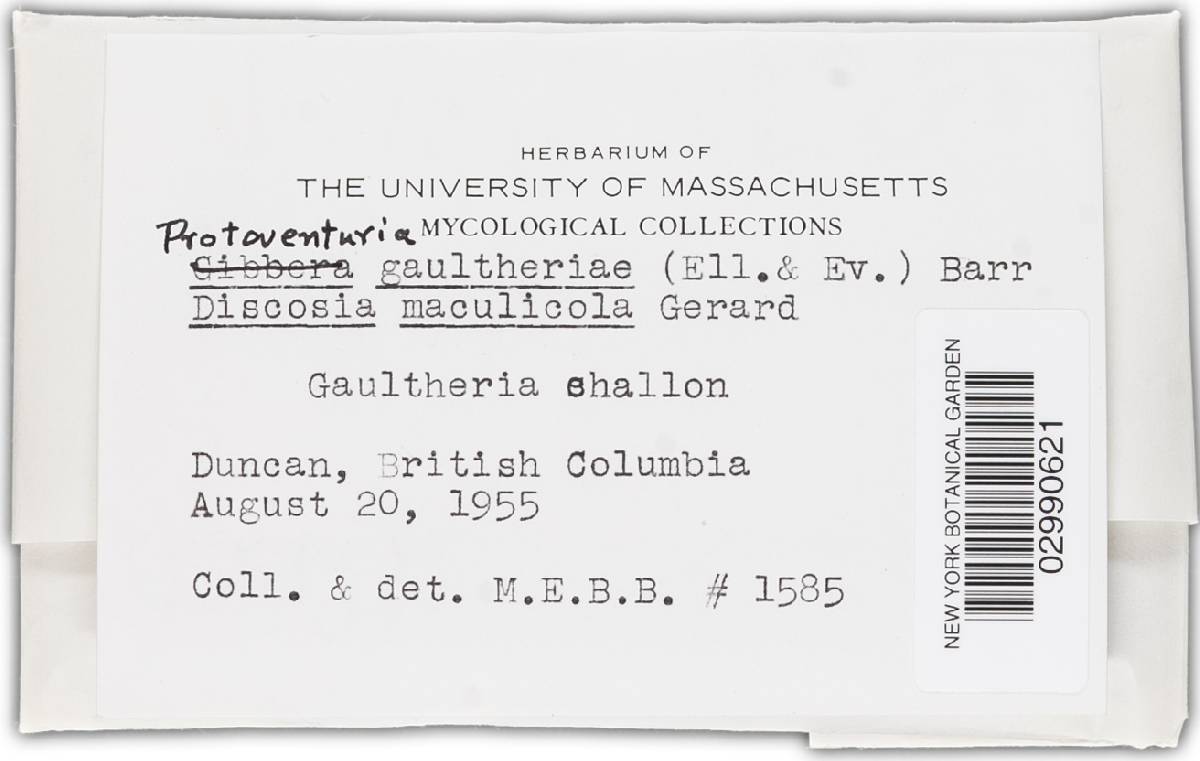 HERBARIUM OF
THE UNIVERSITY OF MASSACHUSETTS
MYCOLOGICAL COLLECTIONS
Protoventuria
Gibbera gaultheriae (Ell.& Ev.) Barr
Discosia maculicola Gerard
Gaultheria shallon
Duncan, British Columbia
August 20, 1955
Coll. & det. M.E.B.B. # 1585
NEW YORK BOTANICAL GARDEN
02990621